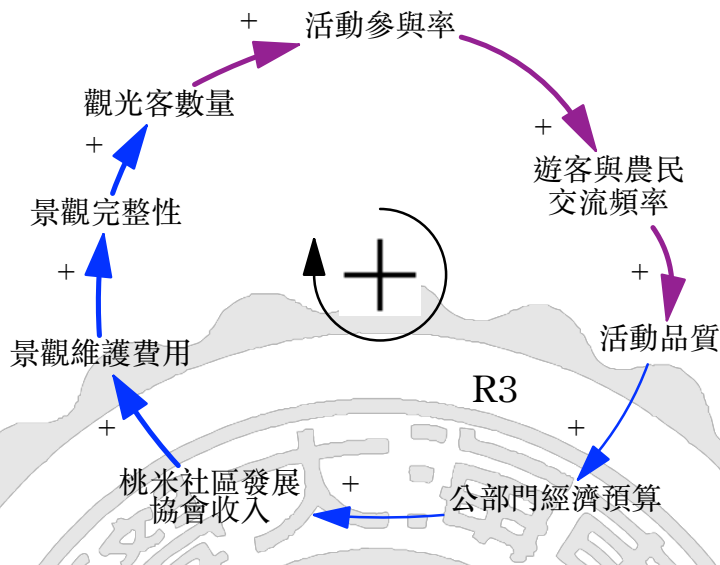 +
活動參與率
觀光客數量
+
+
遊客與農民
交流頻率
景觀完整性
+
+
+
活動品質
景觀維護費用
R3
+
+
桃米社區發展
協會收入
+
公部門經濟預算